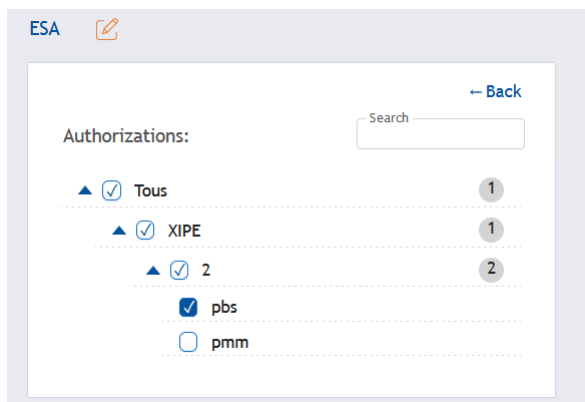 ESA
← Back
Search
Authorizations:
Tous 1
XIPE 1
2 2
pbs
pmm